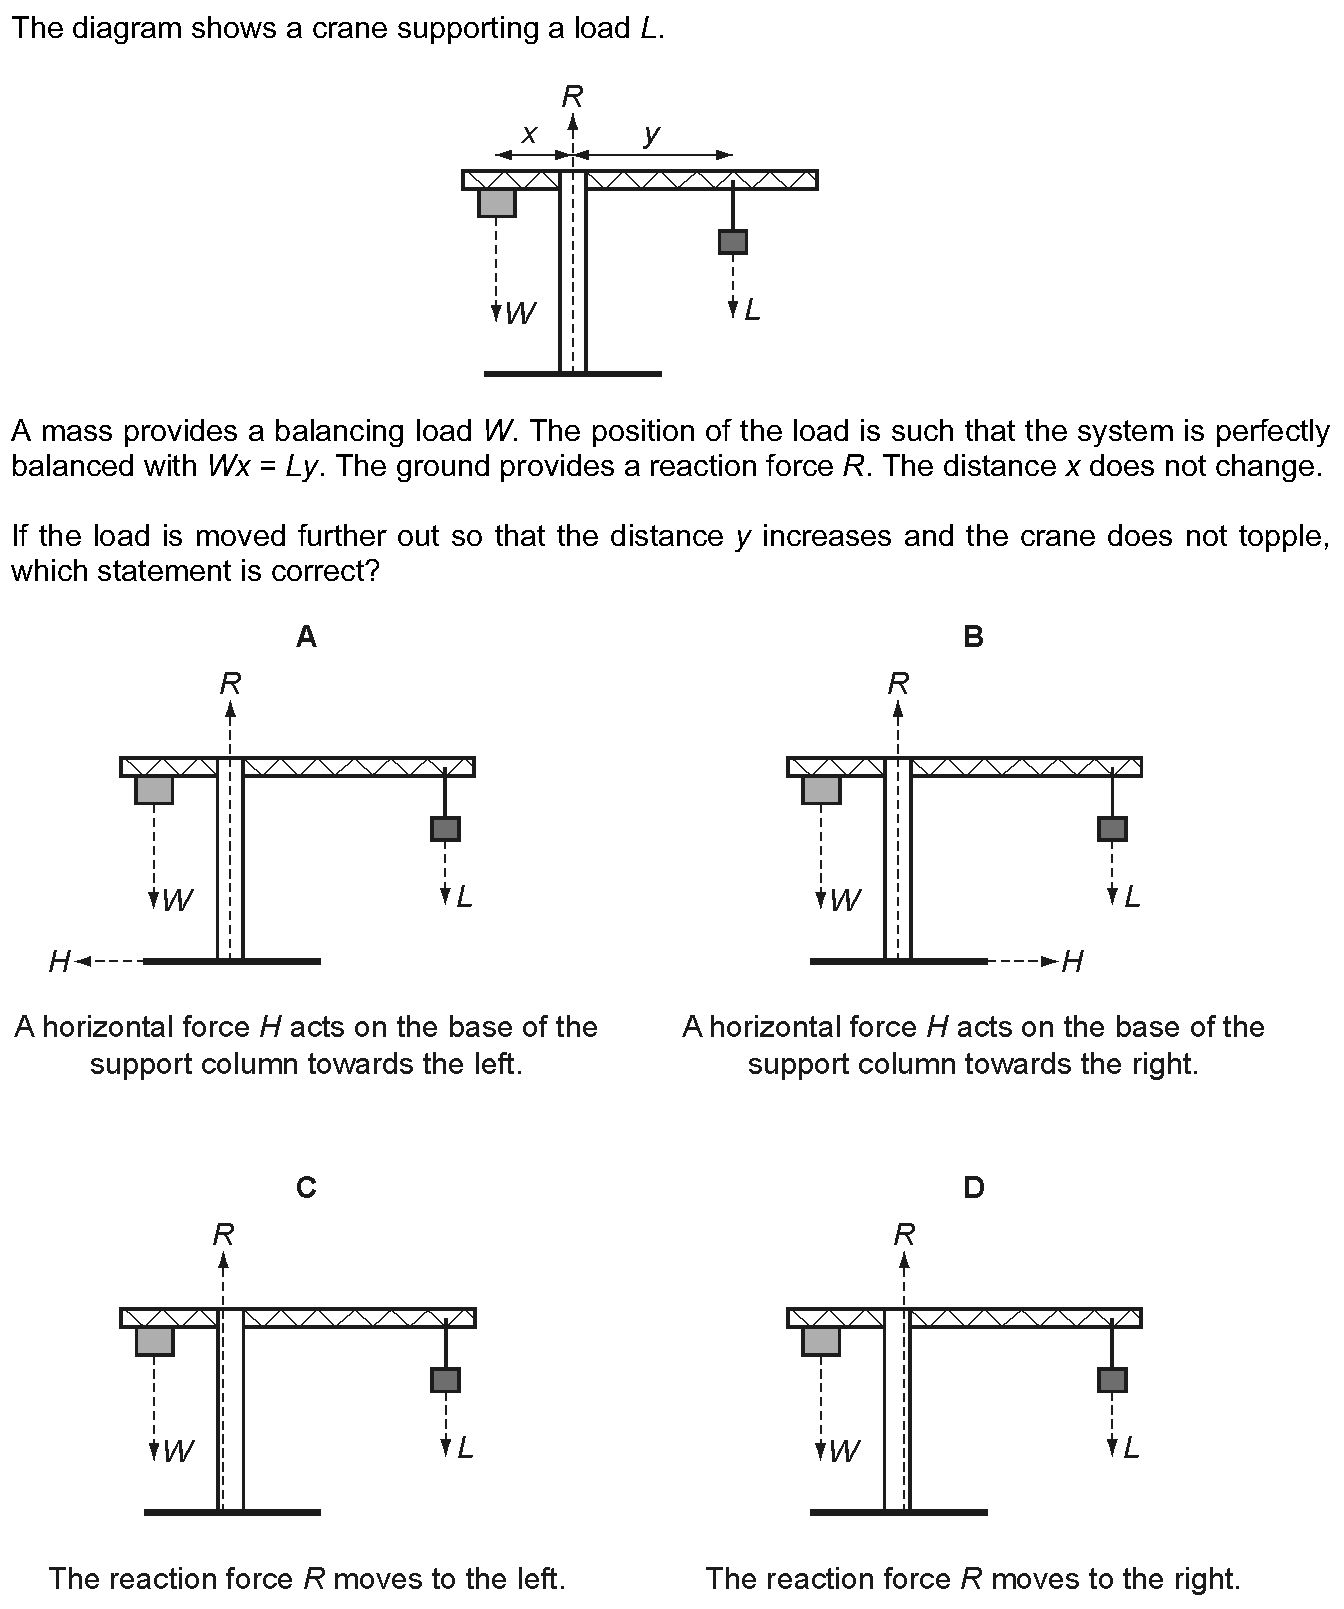 The diagram shows a crane supporting a load L.
R
x
y
W
L
A mass provides a balancing load W. The position of the load is such that the system is perfectly
balanced with Wx = Ly. The ground provides a reaction force R. The distance x does not change.
If the load is moved further out so that the distance y increases and the crane does not topple,
which statement is correct?
A
R
W
L
H
A horizontal force H acts on the base of the
support column towards the left.
B
R
W
L
H
A horizontal force H acts on the base of the
support column towards the right.
C
R
W
L
The reaction force R moves to the left.
D
R
W
L
The reaction force R moves to the right.